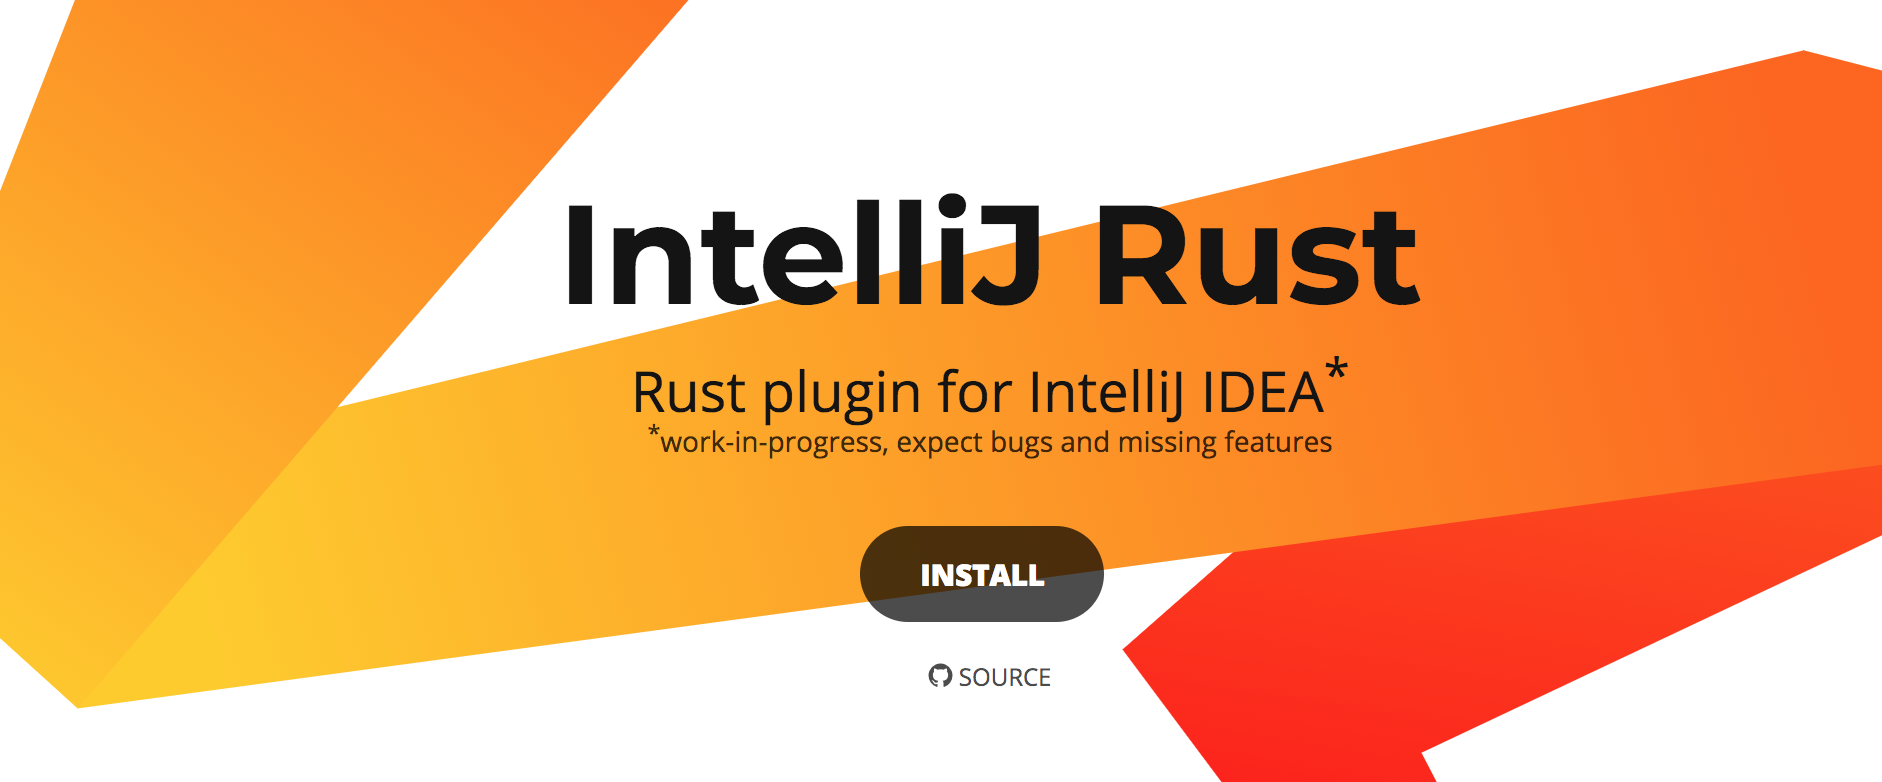 IntelliJ Rust
Rust plugin for IntelliJ IDEA*
*work-in-progress, expect bugs and missing features
INSTALL
SOURCE